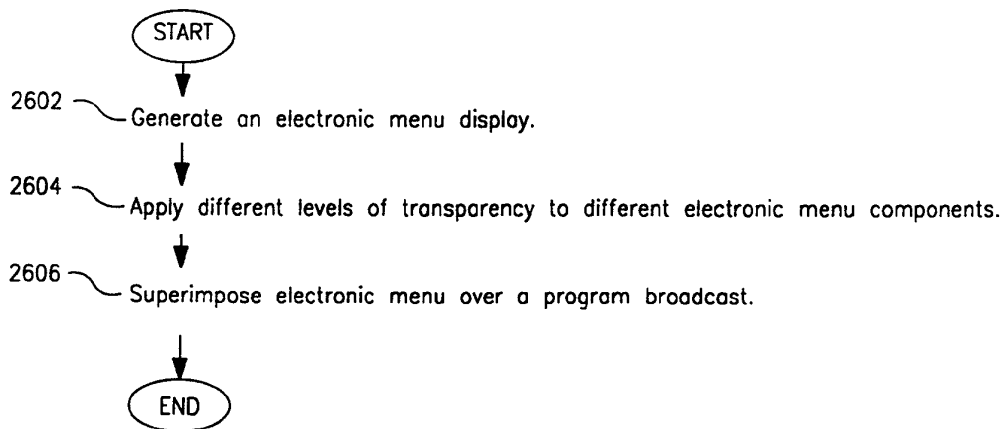 START
2602
Generate an electronic menu display.
2604
Apply different levels of transparency to different electronic menu components.
2606
Superimpose electronic menu over a program broadcast.
END